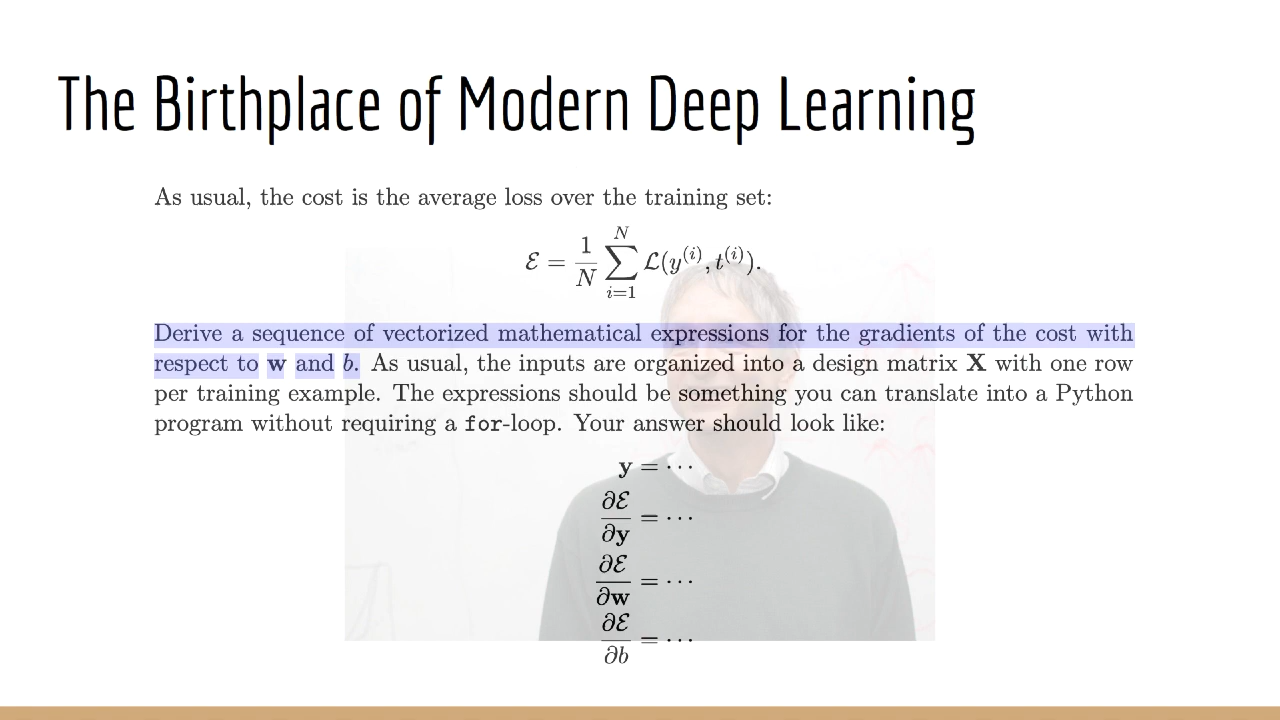 The Birthplace of Modern Deep Learning
As usual, the cost is the average loss over the training set:
ℰ = 1/N ∑_{i=1}^{N} ℒ(y^{(i)}, t^{(i)}).
Derive a sequence of vectorized mathematical expressions for the gradients of the cost with
respect to w and b. As usual, the inputs are organized into a design matrix X with one row
per training example. The expressions should be something you can translate into a Python
program without requiring a for-loop. Your answer should look like:
y = ⋯
∂ℰ/∂y = ⋯
∂ℰ/∂w = ⋯
∂ℰ/∂b = ⋯